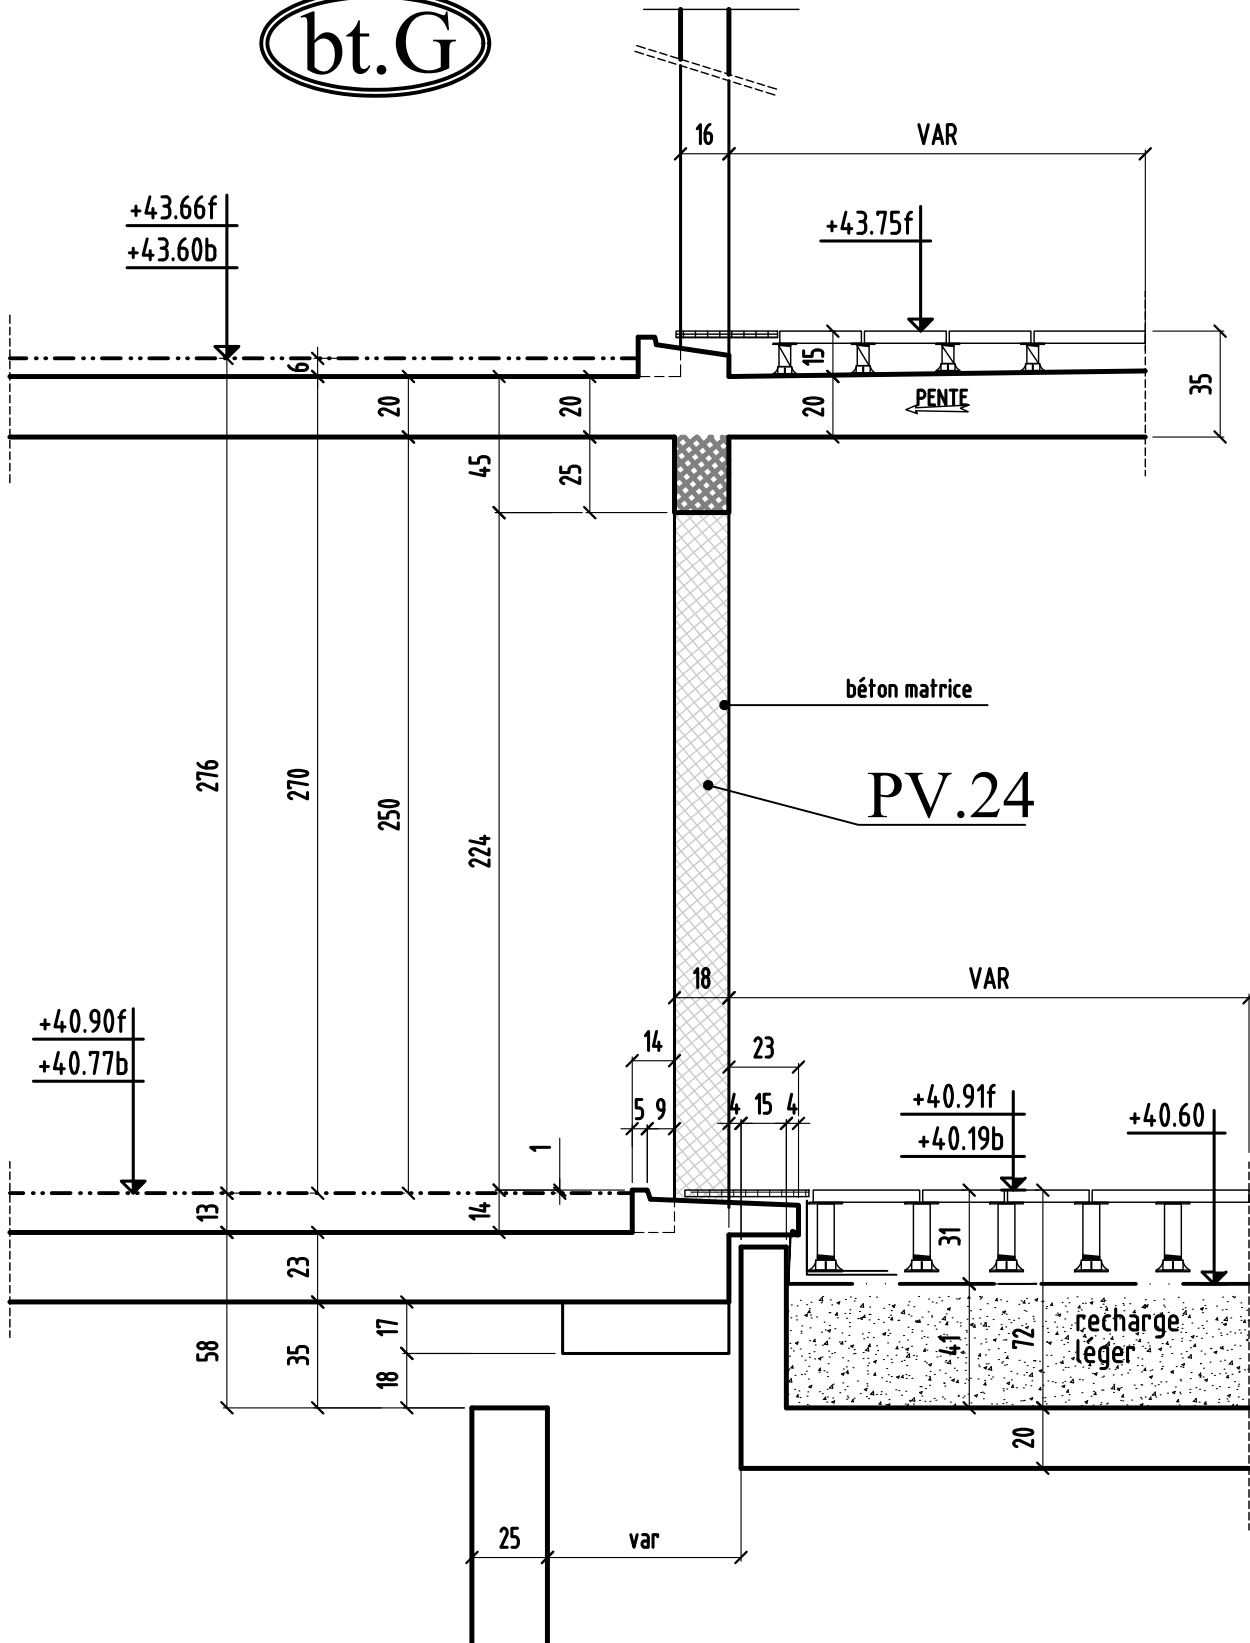 bt.G
16
VAR
+43.66f
+43.60b
+43.75f
6
15
20
20
20
35
PENTE
45
25
béton matrice
PV.24
276
270
250
224
18
VAR
+40.90f
+40.77b
14
23
5 9
4 15 4
+40.91f
+40.19b
+40.60
1
13
14
31
23
recharge
léger
17
58
35
41
72
18
20
25
var